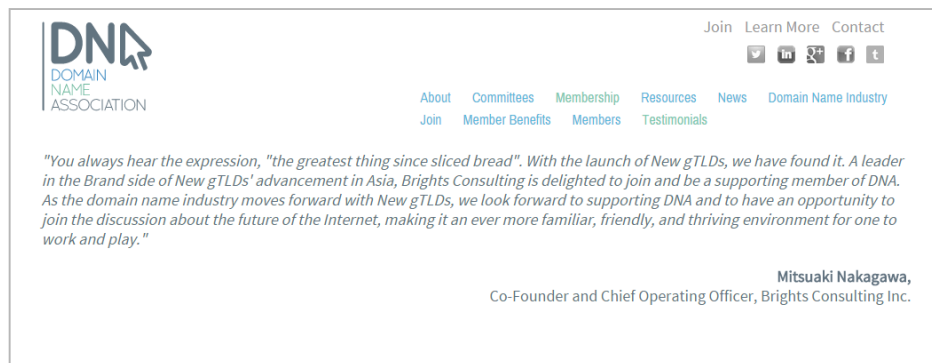 DNA
DOMAIN
NAME
ASSOCIATION
Join Learn More Contact
About Committees Membership Resources News Domain Name Industry
Join Member Benefits Members Testimonials
"You always hear the expression, "the greatest thing since sliced bread". With the launch of New gTLDs, we have found it. A leader
in the Brand side of New gTLDs' advancement in Asia, Brights Consulting is delighted to join and be a supporting member of DNA.
As the domain name industry moves forward with New gTLDs, we look forward to supporting DNA and to have an opportunity to
join the discussion about the future of the Internet, making it an ever more familiar, friendly, and thriving environment for one to
work and play."
Mitsuaki Nakagawa,
Co-Founder and Chief Operating Officer, Brights Consulting Inc.